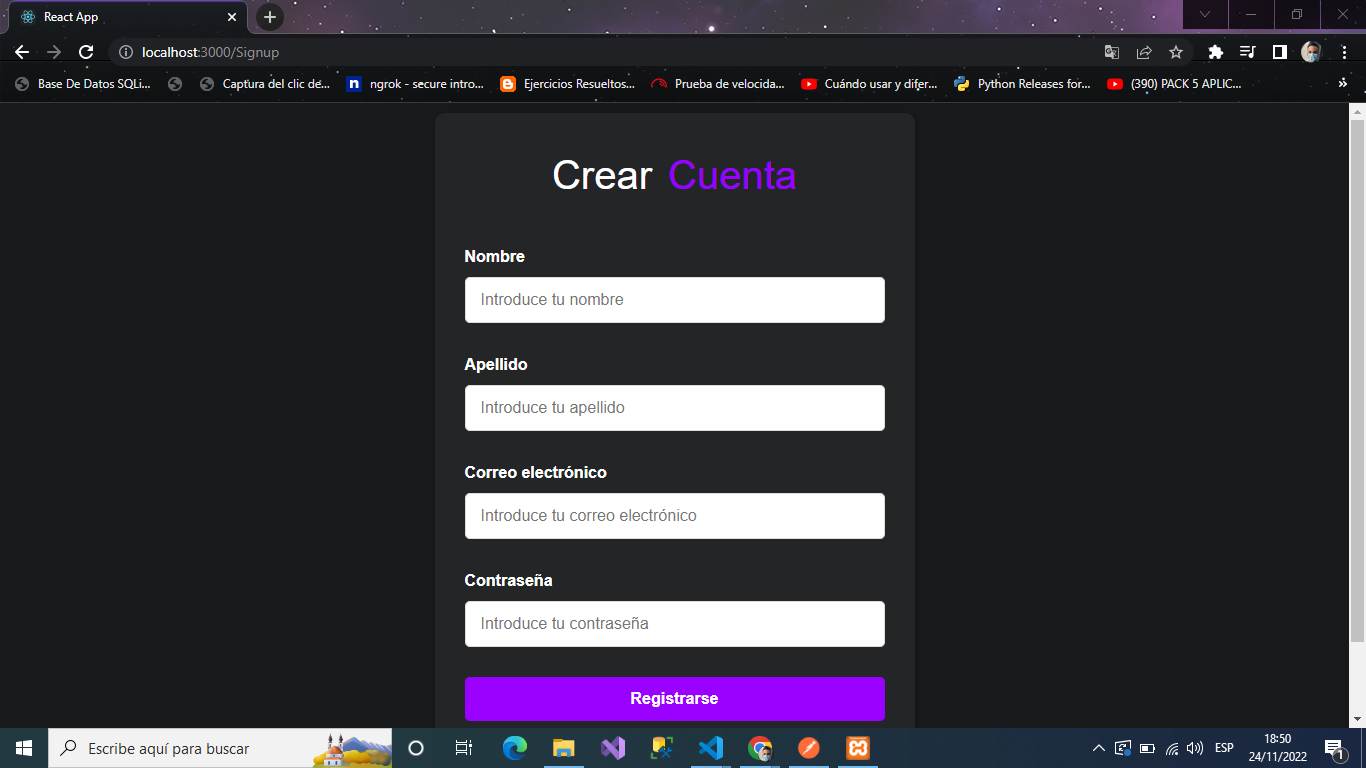 React App
localhost:3000/Signup
Base De Datos SQLi...
Captura del clic de...
n ngrok - secure intro...
Ejercicios Resueltos...
Prueba de velocida...
Cuándo usar y difer...
Python Releases for...
(390) PACK 5 APLIC...
»
Crear Cuenta
Nombre
Introduce tu nombre
Apellido
Introduce tu apellido
Correo electrónico
Introduce tu correo electrónico
Contraseña
Introduce tu contraseña
Registrarse
Escribe aquí para buscar
ESP
18:50
24/11/2022
1